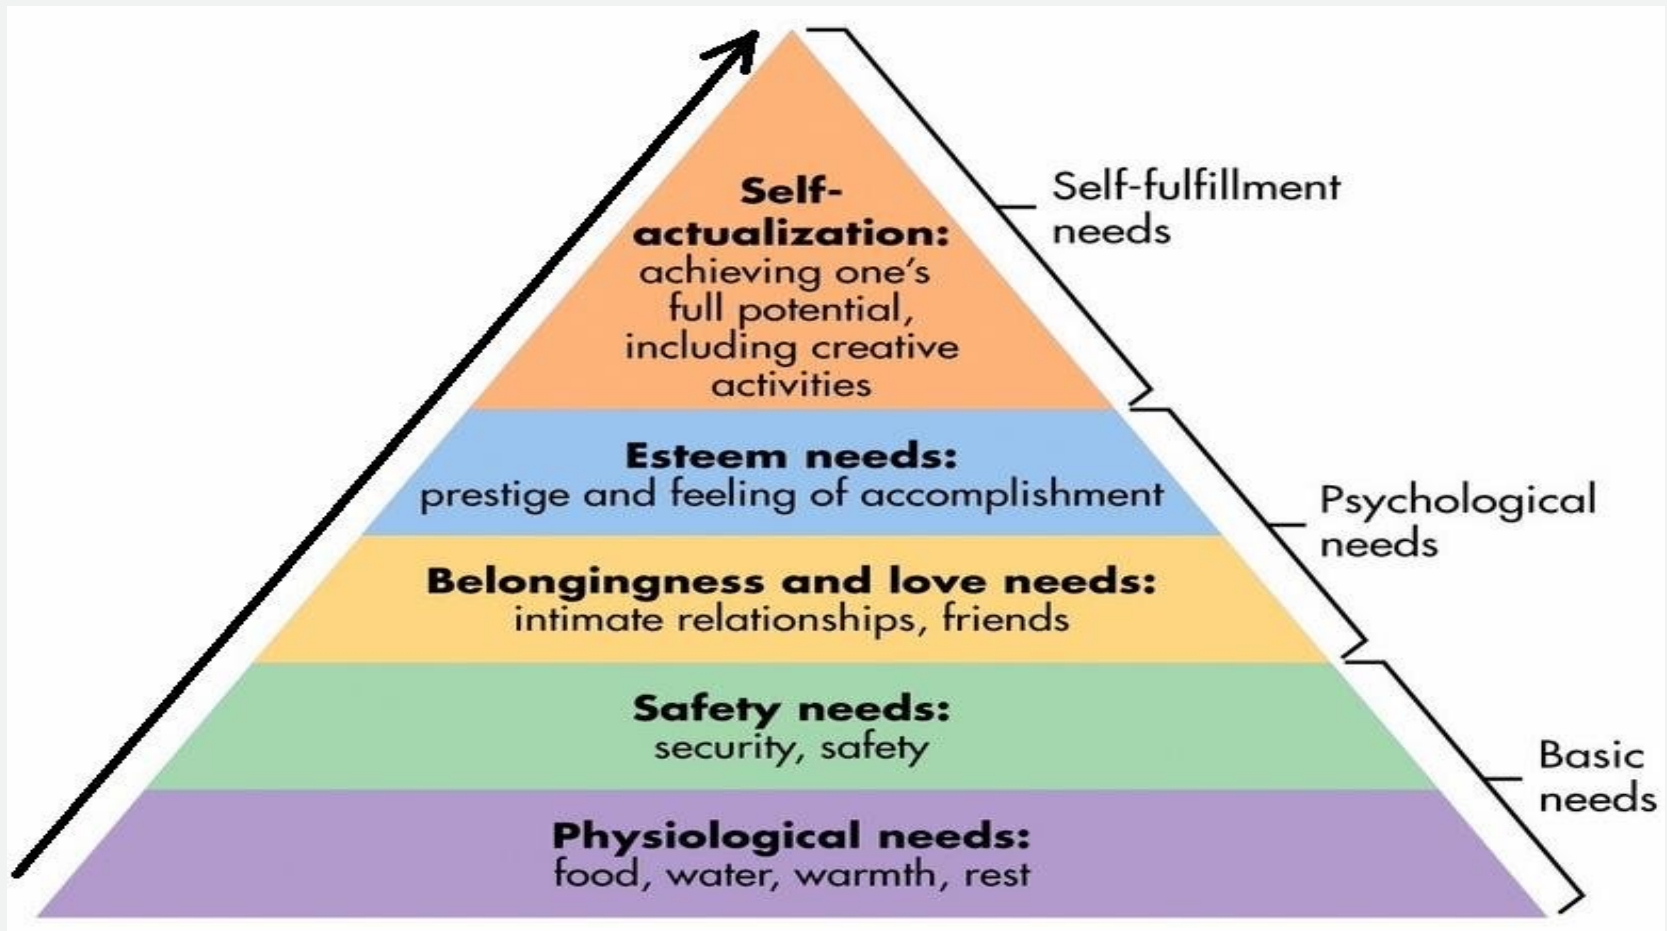 Self-
actualization:
achieving one's
full potential,
including creative
activities
Self-fulfillment
needs
Esteem needs:
prestige and feeling of accomplishment
Psychological
needs
Belongingness and love needs:
intimate relationships, friends
Safety needs:
security, safety
Basic
needs
Physiological needs:
food, water, warmth, rest